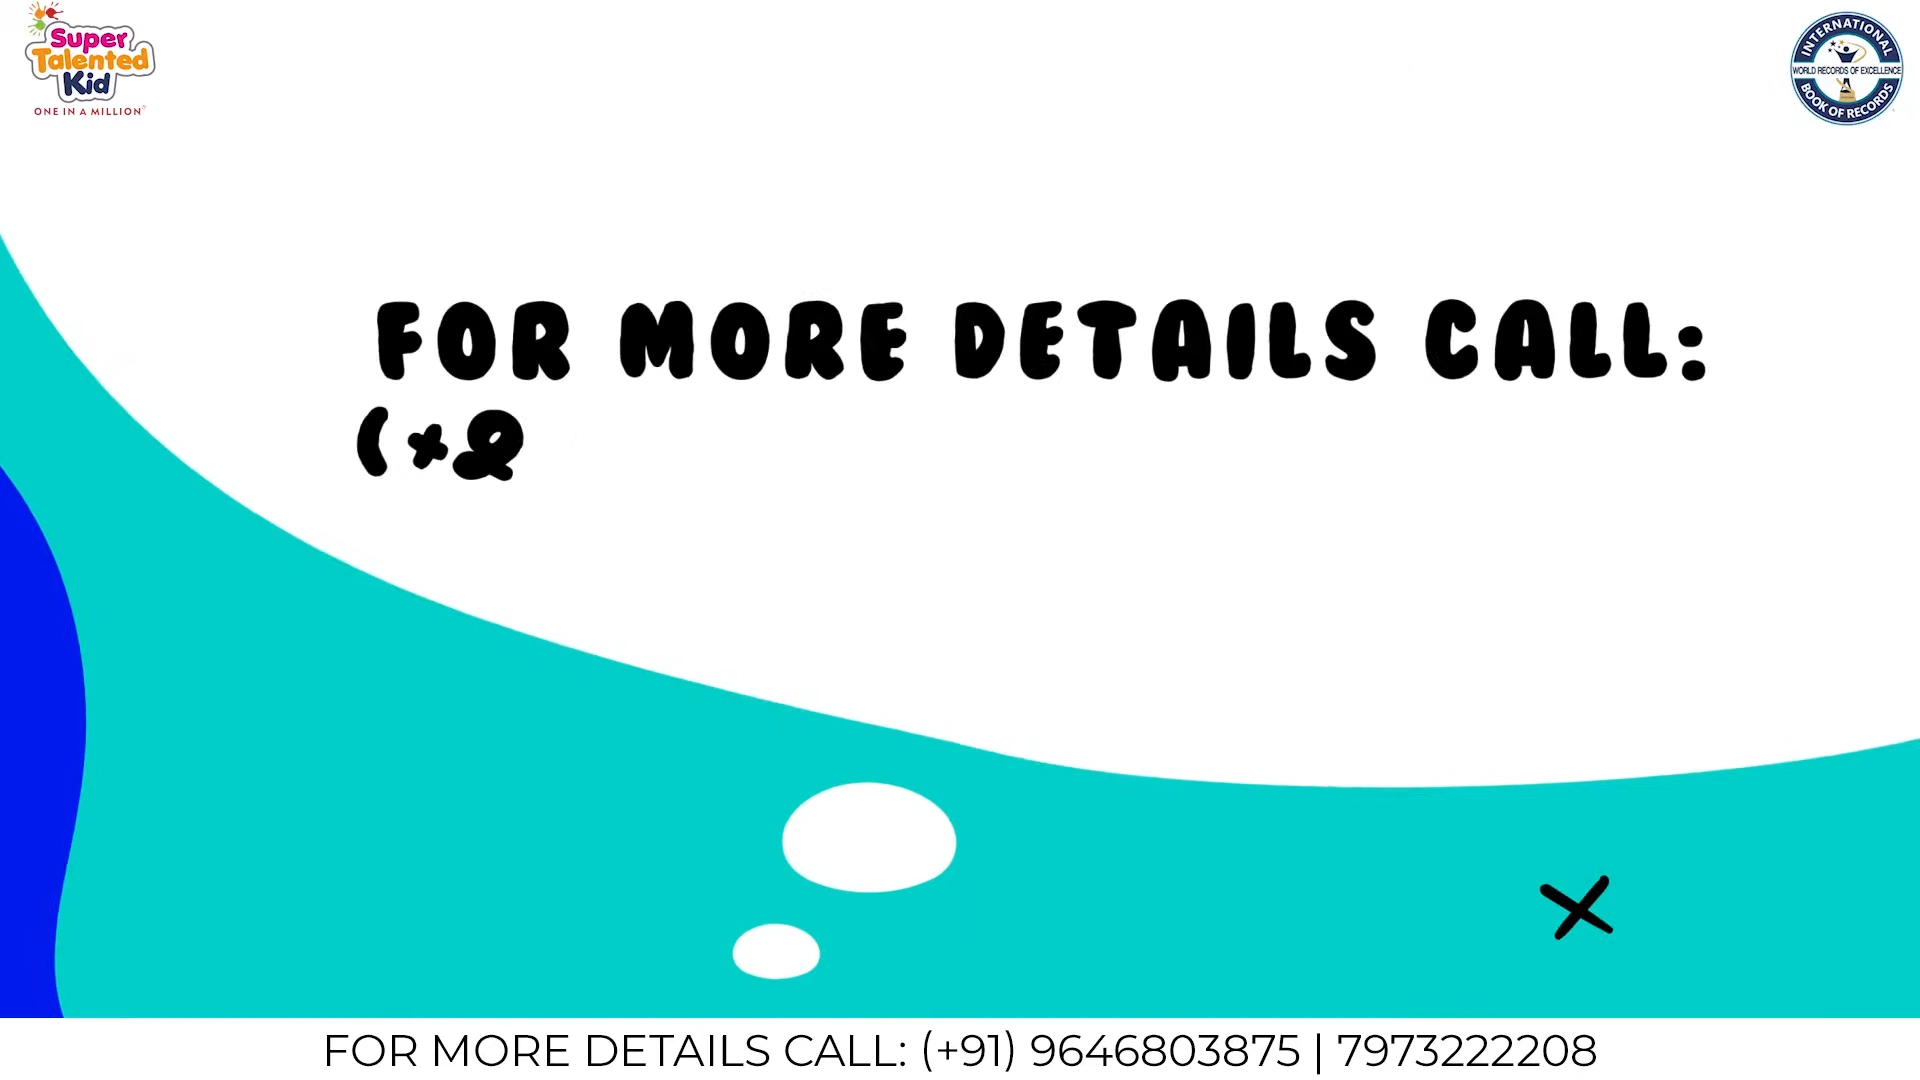 Super
Talented
Kid
ONE IN A MILLION
INTERNATIONAL
WORLD RECORDS OF EXCELLENCE
BOOK OF RECORDS
FOR MORE DETAILS CALL:
(+
FOR MORE DETAILS CALL: (+91) 9646803875 | 7973222208